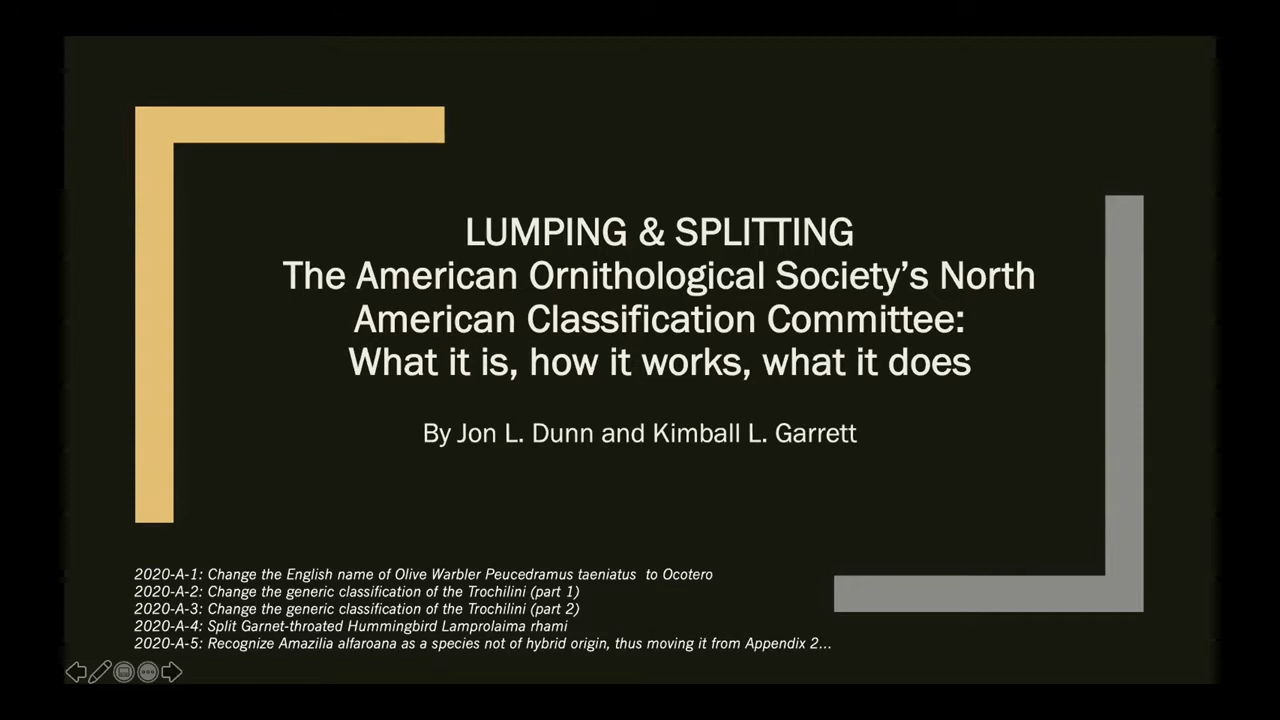 LUMPING & SPLITTING
The American Ornithological Society’s North
American Classification Committee:
What it is, how it works, what it does
By Jon L. Dunn and Kimball L. Garrett
2020-A-1: Change the English name of Olive Warbler Peucedramus taeniatus to Ocotero
2020-A-2: Change the generic classification of the Trochilini (part 1)
2020-A-3: Change the generic classification of the Trochilini (part 2)
2020-A-4: Split Garnet-throated Hummingbird Lamprolaima rhami
2020-A-5: Recognize Amazilia alfaroana as a species not of hybrid origin, thus moving it from Appendix 2...